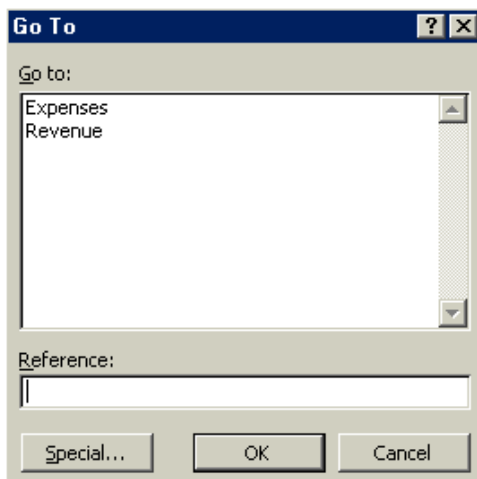 Go To
?
Go to:
Expenses
Revenue
Reference:
Special... OK Cancel